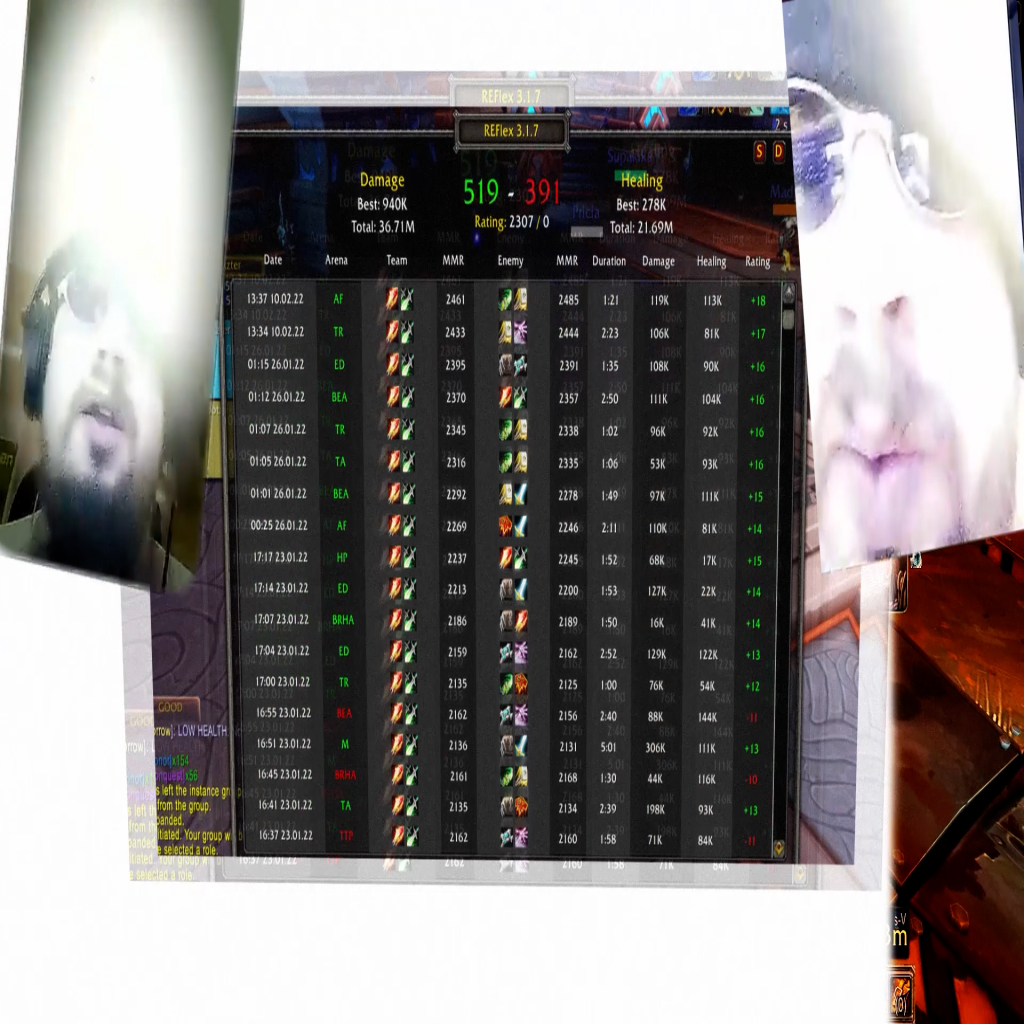 REFlex 3.1.7
REFlex 3.1.7
S D
Damage 519 - 391 Healing
Best: 940K Rating: 2307 / 0 Best: 278K
Total: 36.71M Total: 21.69M
Date Arena Team MMR Enemy MMR Duration Damage Healing Rating
13:37 10.02.22 AF 2461 2485 1:21 119K 113K +18
13:34 10.02.22 TR 2433 2444 2:23 106K 81K +17
01:15 26.01.22 ED 2395 2391 1:35 108K 90K +16
01:12 26.01.22 BEA 2370 2357 2:50 111K 104K +16
01:07 26.01.22 TR 2345 2338 1:02 96K 92K +16
01:05 26.01.22 TA 2316 2335 1:06 53K 93K +16
01:01 26.01.22 BEA 2292 2278 1:49 97K 111K +15
00:25 26.01.22 AF 2269 2246 2:11 110K 81K +14
17:17 23.01.22 HP 2237 2245 1:52 68K 17K +15
17:14 23.01.22 ED 2213 2200 1:53 127K 22K +14
17:07 23.01.22 BRHA 2186 2189 1:50 16K 41K +14
17:04 23.01.22 ED 2159 2162 2:52 129K 122K +13
17:00 23.01.22 TR 2135 2125 1:00 76K 54K +12
16:55 23.01.22 BEA 2162 2156 2:40 88K 144K -11
16:51 23.01.22 M 2136 2131 5:01 306K 111K +13
16:45 23.01.22 BRHA 2161 2168 1:30 44K 116K -10
16:41 23.01.22 TA 2135 2134 2:39 198K 93K +13
16:37 23.01.22 TTP 2162 2160 1:58 71K 84K -11
GOOD
LOW HEALTH
x154
x56
s left the instance
from the group.
Your group
e selected a role.
e selected a role